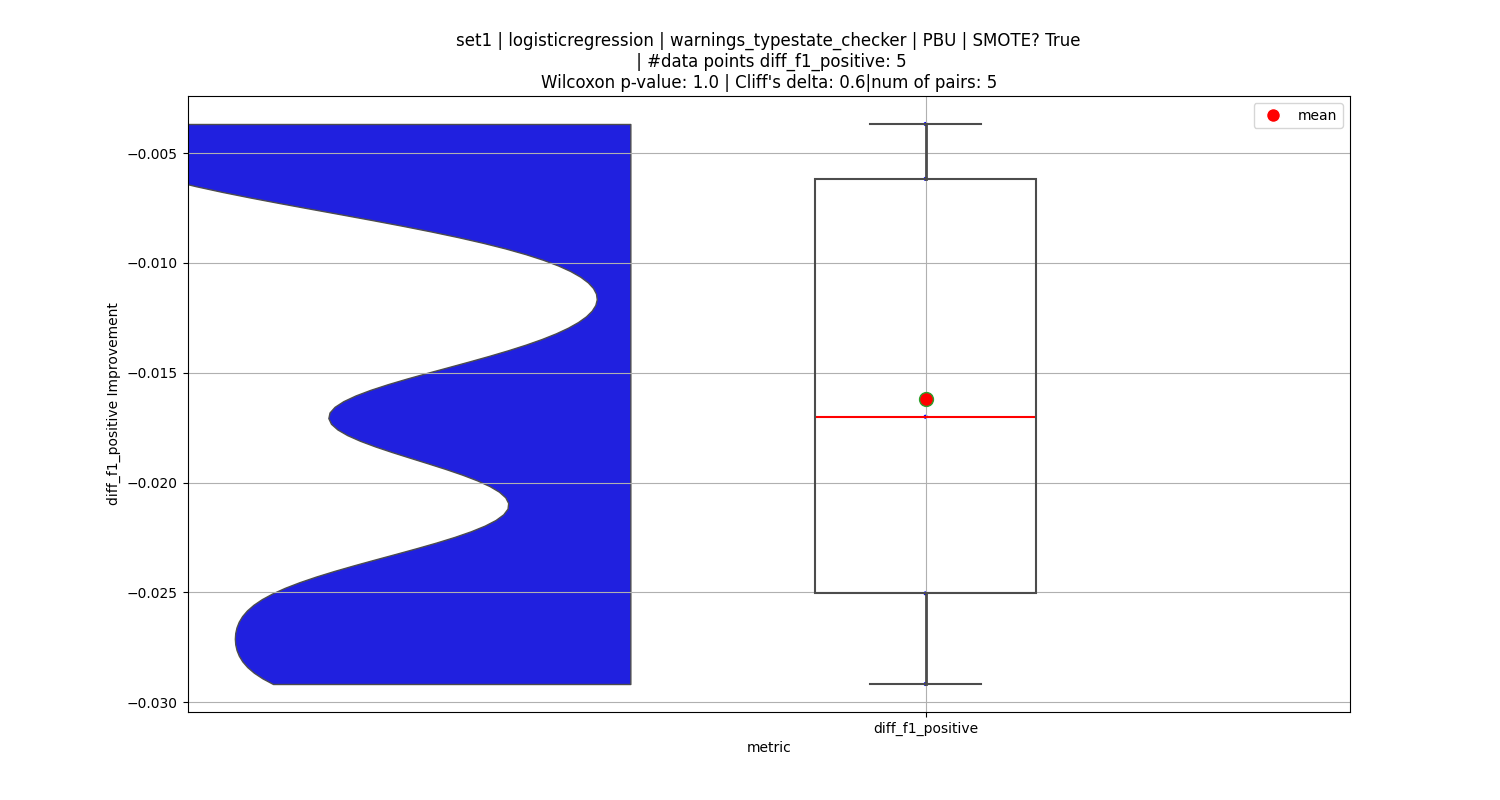 set1 | logisticregression | warnings_typestate_checker | PBU | SMOTE? True
| #data points diff_f1_positive: 5
Wilcoxon p-value: 1.0 | Cliff's delta: 0.6|num of pairs: 5
mean
−0.005
−0.010
−0.015
−0.020
−0.025
−0.030
diff_f1_positive Improvement
diff_f1_positive
metric